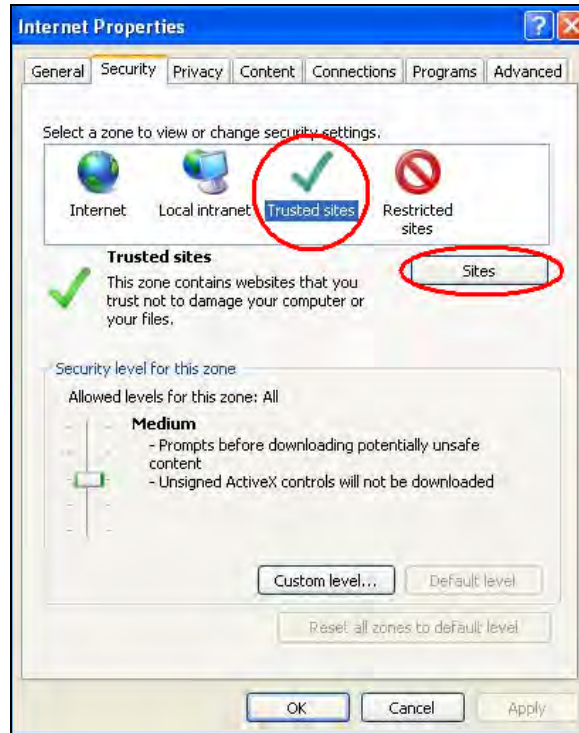 Internet Properties
General Security Privacy Content Connections Programs Advanced
Select a zone to view or change security settings.
Internet Local intranet Trusted sites Restricted
sites
Trusted sites
Sites
This zone contains websites that you
trust not to damage your computer or
your files.
Security level for this zone
Allowed levels for this zone: All
Medium
- Prompts before downloading potentially unsafe
content
- Unsigned ActiveX controls will not be downloaded
Custom level... Default level
Reset all zones to default level
OK Cancel Apply